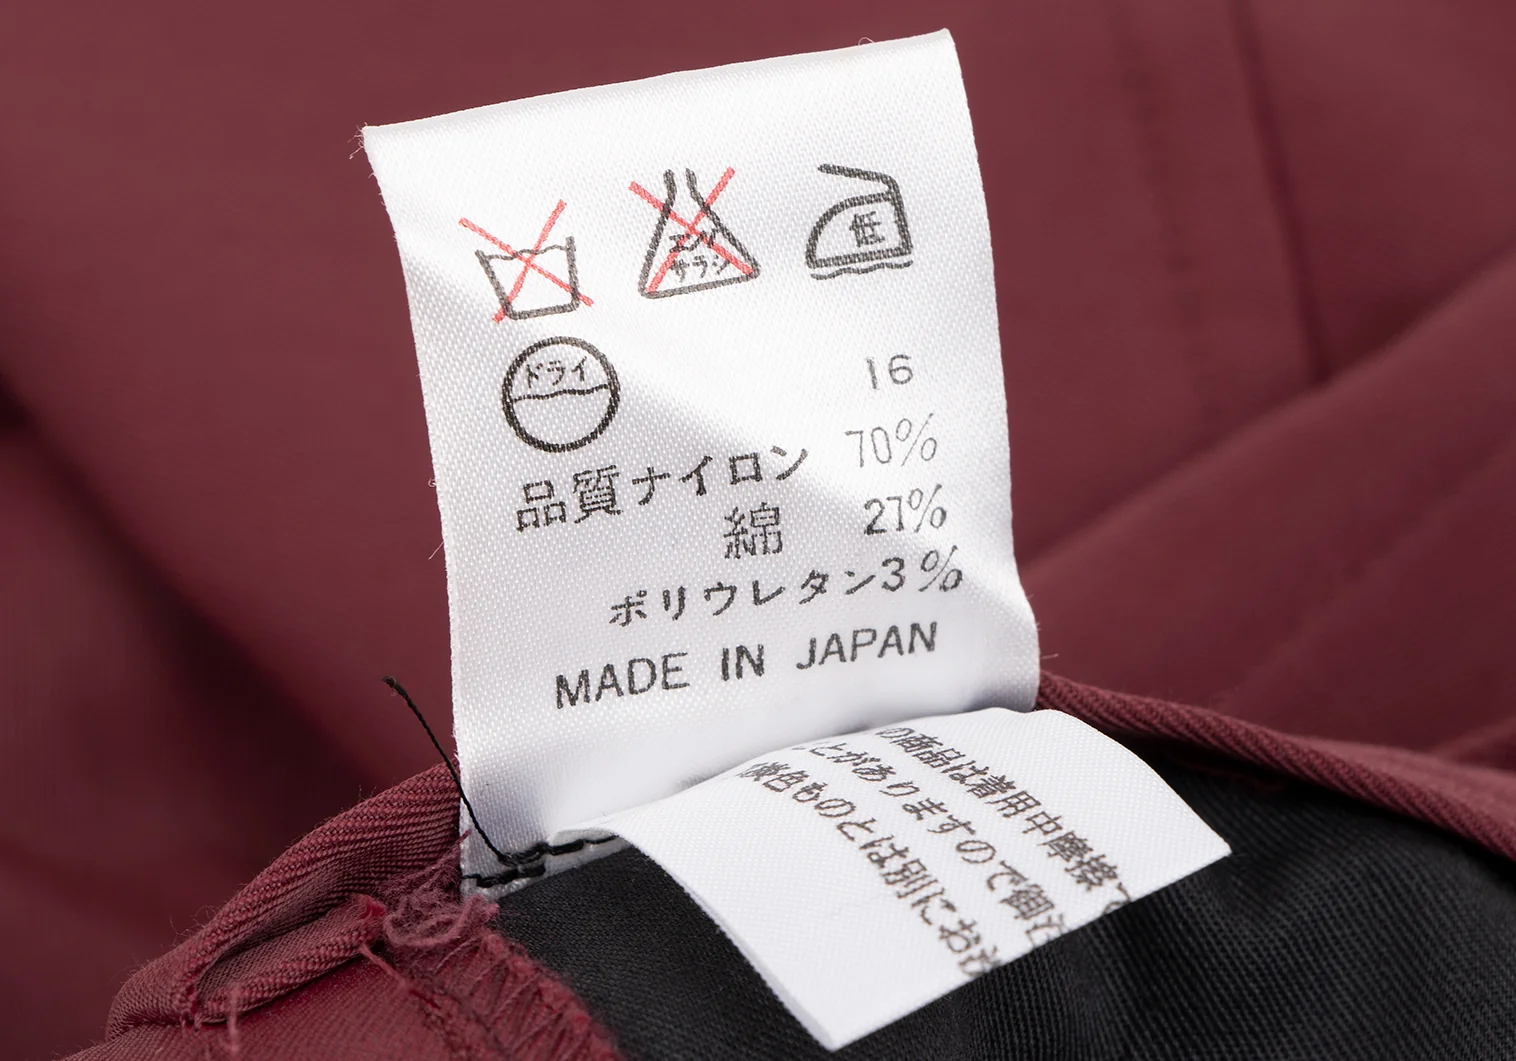 エンソ
サラシ
低
ドライ
16
品質ナイロン 70%
綿 27%
ポリウレタン3%
MADE IN JAPAN
の商品は着用中摩擦
とがありますので御
色ものとは別にお洗